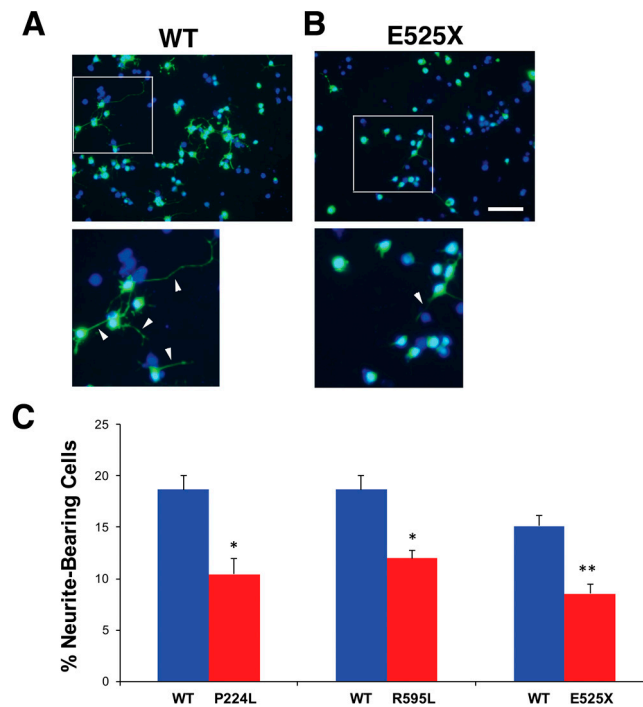 A
WT
B
E525X
C
% Neurite-Bearing Cells
25
20
15
10
5
0
*
*
**
WT P224L WT R595L WT E525X